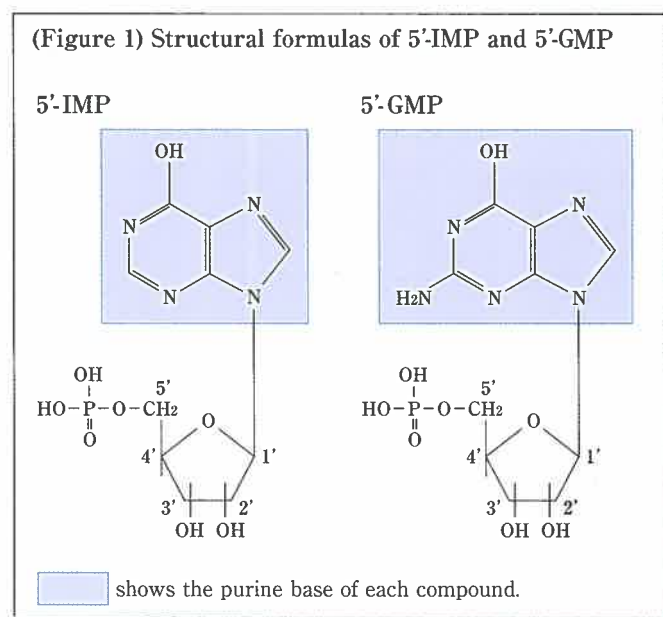 (Figure 1) Structural formulas of 5'-IMP and 5'-GMP
5'-IMP
5'-GMP
OH
OH
N
N
N
N
N
N
H2N
N
N
OH
5'
HO-P-O-CH2
O
O
4'
1'
3'
2'
OH OH
OH
5'
HO-P-O-CH2
O
O
4'
1'
3'
2'
OH OH
shows the purine base of each compound.